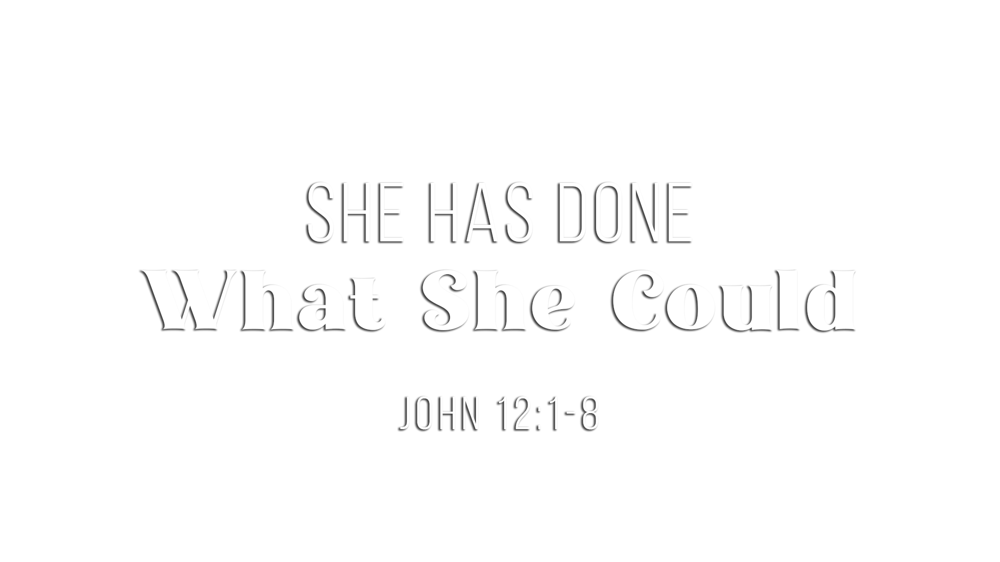 SHE HAS DONE
What She Could
JOHN 12:1-8